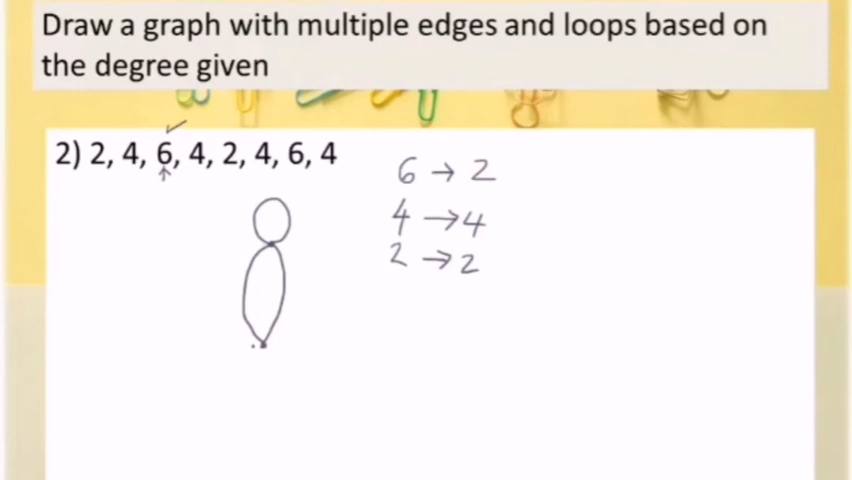 Draw a graph with multiple edges and loops based on
the degree given
2) 2, 4, 6, 4, 2, 4, 6, 4
6 → 2
4 → 4
2 → 2